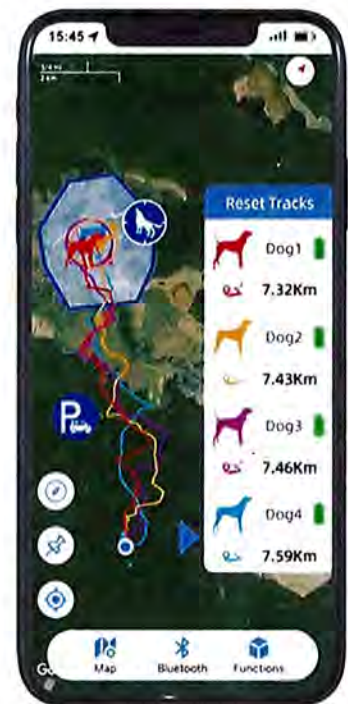 15:45
Reset Tracks
Dog1
7.32Km
Dog2
7.43Km
Dog3
7.46Km
Dog4
7.59Km
P
Go
Map
Bluetooth
Functions